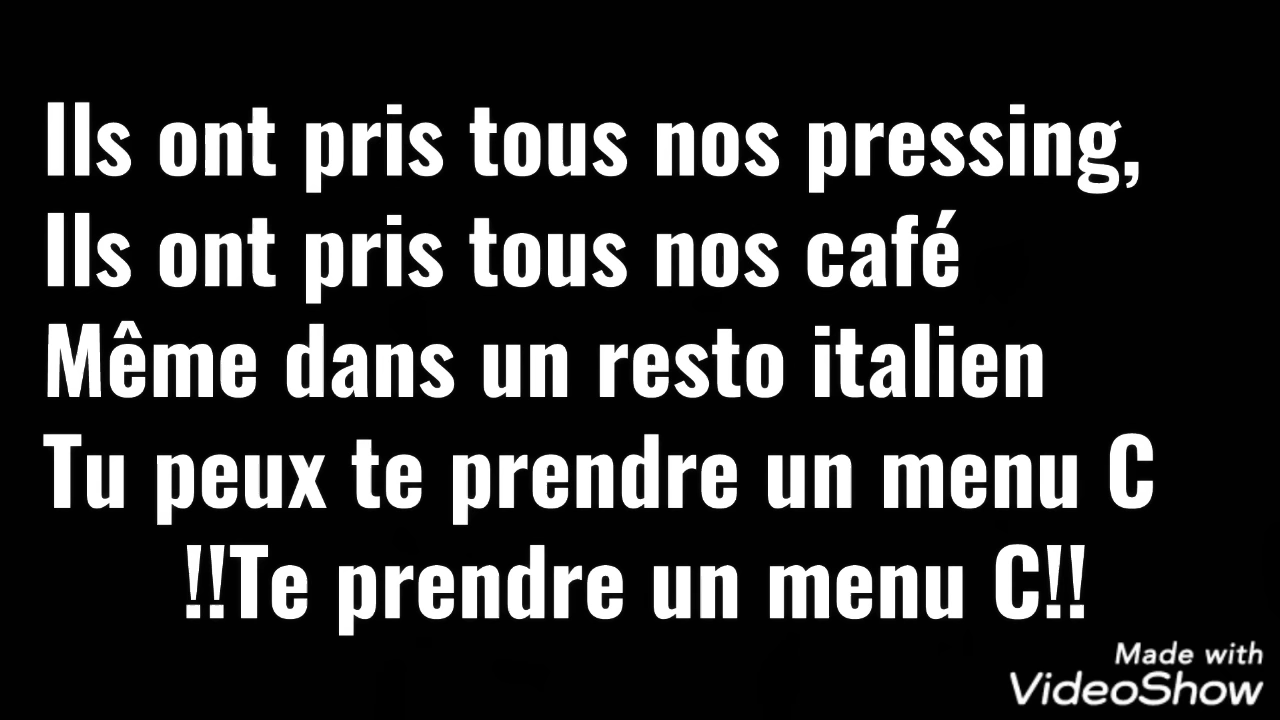 Ils ont pris tous nos pressing,
Ils ont pris tous nos café
Même dans un resto italien
Tu peux te prendre un menu C
!!Te prendre un menu C!!
Made with
VideoShow